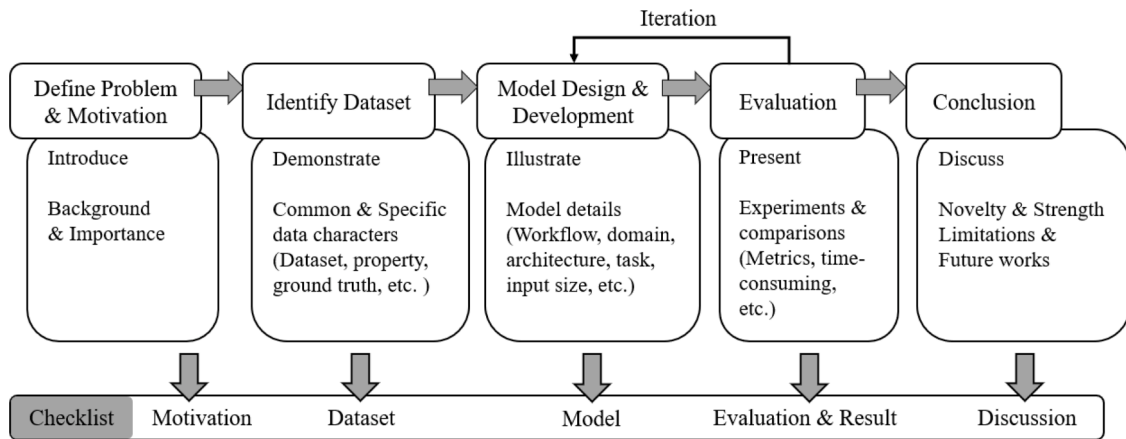 Iteration
Define Problem
& Motivation
Identify Dataset
Model Design &
Development
Evaluation
Conclusion
Introduce
Background
& Importance
Demonstrate
Common & Specific
data characters
(Dataset, property,
ground truth, etc. )
Illustrate
Model details
(Workflow, domain,
architecture, task,
input size, etc.)
Present
Experiments &
comparisons
(Metrics, time-
consuming,
etc.)
Discuss
Novelty & Strength
Limitations &
Future works
Checklist
Motivation
Dataset
Model
Evaluation & Result
Discussion